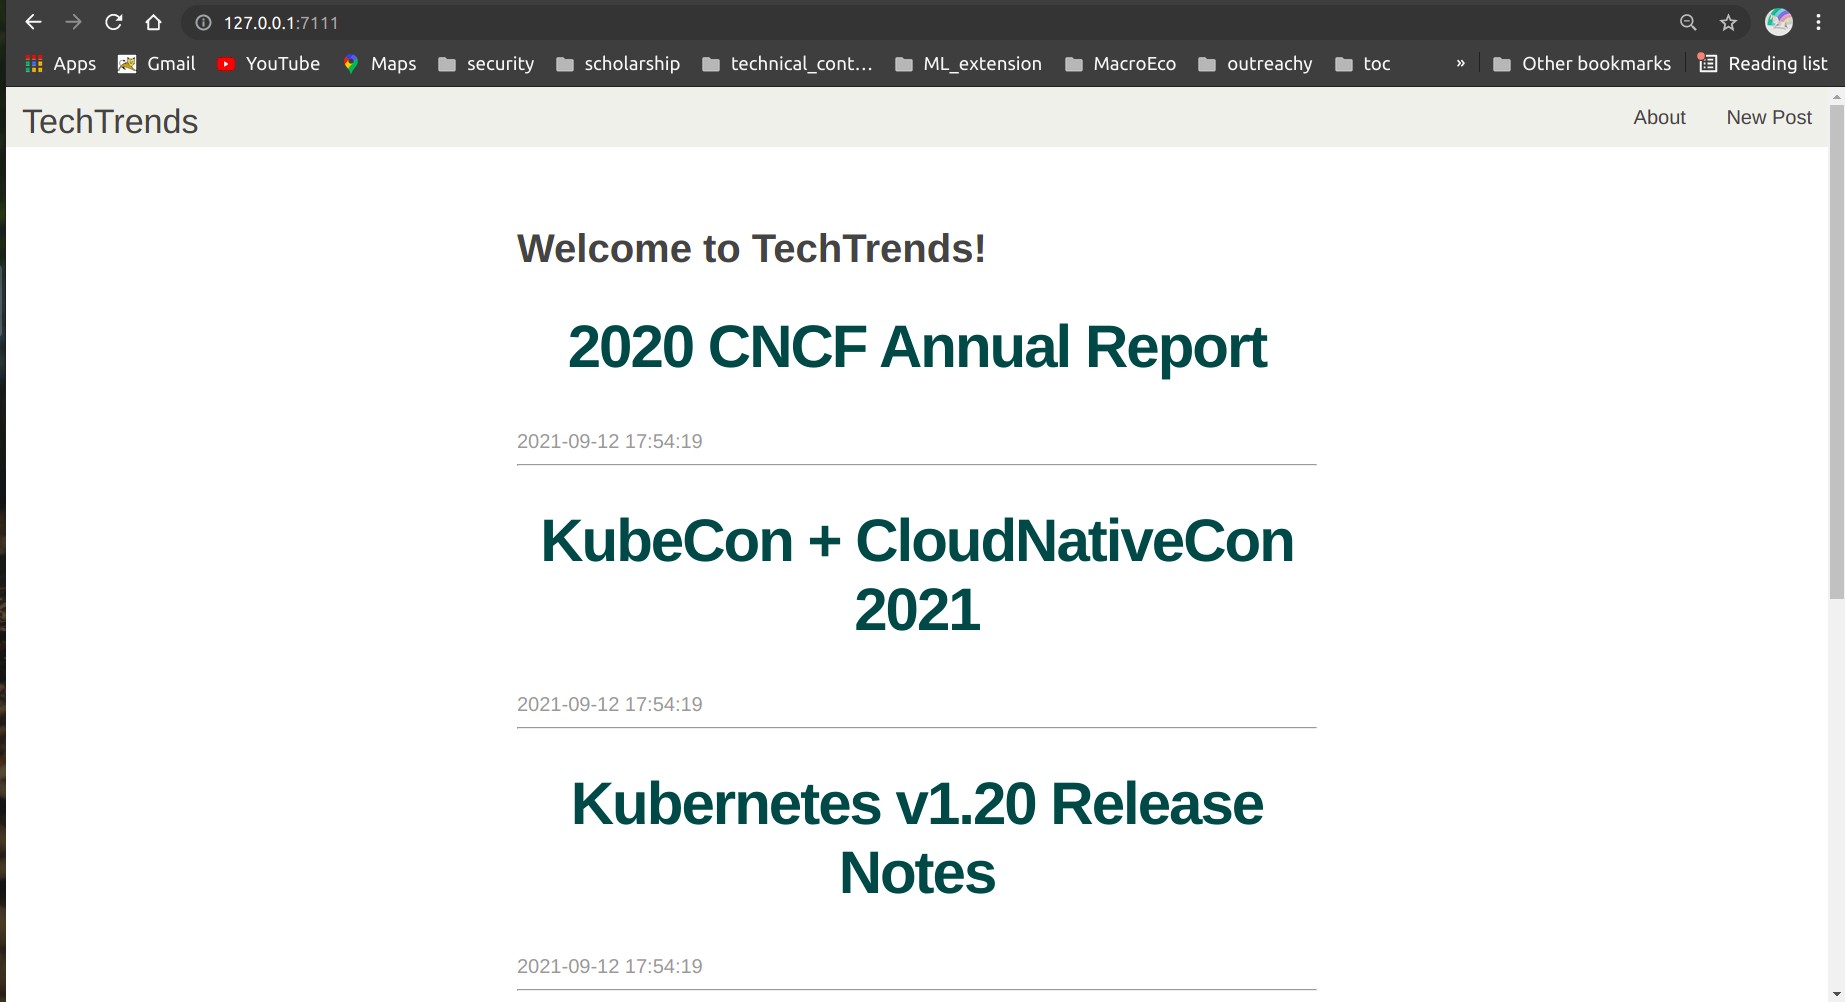 127.0.0.1:7111
Apps Gmail YouTube Maps security scholarship technical_cont... ML_extension MacroEco outreachy toc » Other bookmarks Reading list
TechTrends About New Post
Welcome to TechTrends!
2020 CNCF Annual Report
2021-09-12 17:54:19
KubeCon + CloudNativeCon
2021
2021-09-12 17:54:19
Kubernetes v1.20 Release
Notes
2021-09-12 17:54:19